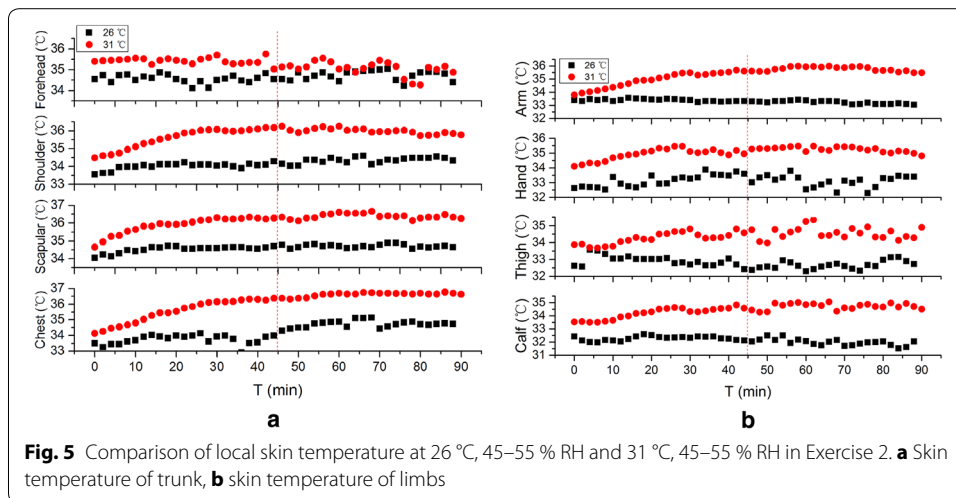 26 ℃
31 ℃
Forehead (℃)
36
35
34
Shoulder (℃)
36
35
34
33
Scapular (℃)
37
36
35
34
Chest (℃)
37
36
35
34
33
0 10 20 30 40 50 60 70 80 90
T (min)
a
26 ℃
31 ℃
Arm (℃)
36
35
34
33
32
Hand (℃)
36
35
34
33
32
Thigh (℃)
35
34
33
32
Calf (℃)
35
34
33
32
31
0 10 20 30 40 50 60 70 80 90
T (min)
b
Fig. 5 Comparison of local skin temperature at 26 °C, 45–55 % RH and 31 °C, 45–55 % RH in Exercise 2. a Skin
temperature of trunk, b skin temperature of limbs